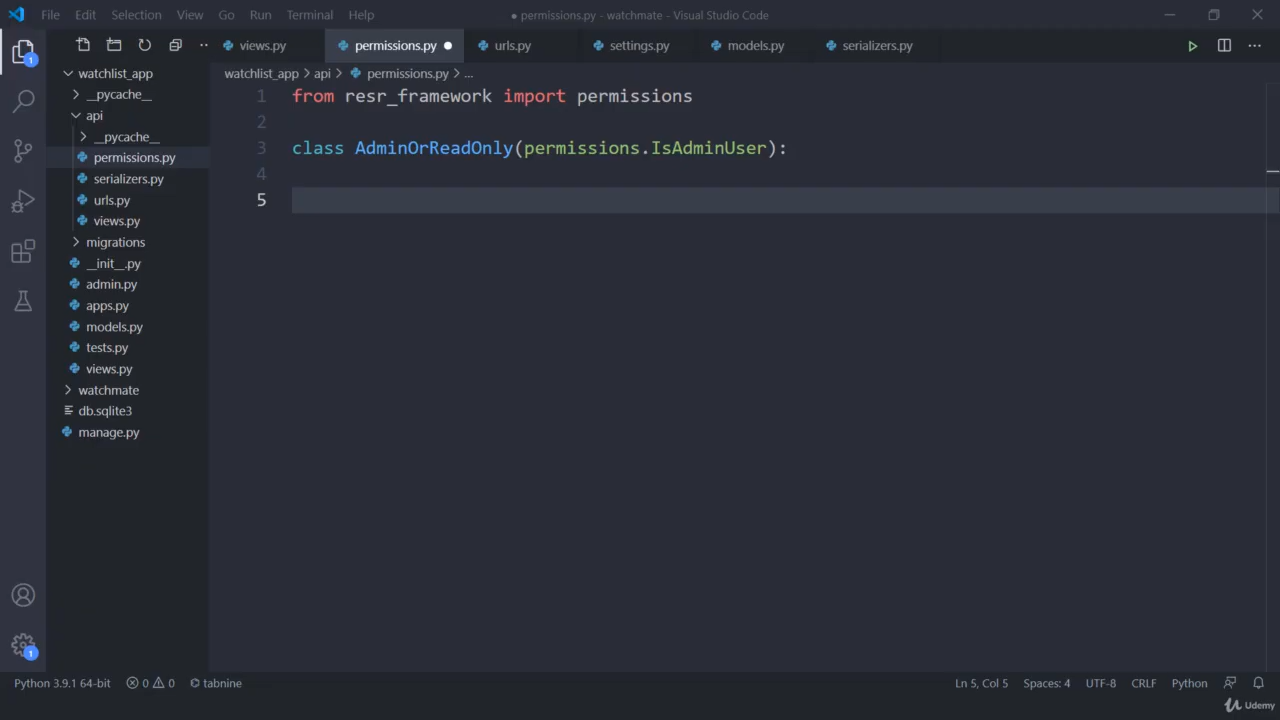 File Edit Selection View Go Run Terminal Help
● permissions.py - watchmate - Visual Studio Code
views.py
permissions.py ●
urls.py
settings.py
models.py
serializers.py
watchlist_app > api > permissions.py > ...
1
watchlist_app
__pycache__
api
__pycache__
permissions.py
serializers.py
urls.py
views.py
migrations
__init__.py
admin.py
apps.py
models.py
tests.py
views.py
watchmate
db.sqlite3
manage.py
1 from resr_framework import permissions
2
3 class AdminOrReadOnly(permissions.IsAdminUser):
4
5
1
Python 3.9.1 64-bit 0 0 tabnine
Ln 5, Col 5 Spaces: 4 UTF-8 CRLF Python
Udemy